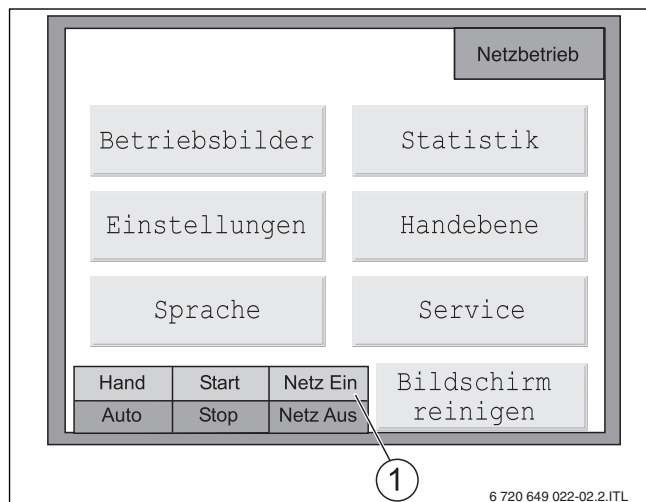 Netzbetrieb
Betriebsbilder
Statistik
Einstellungen
Handebene
Sprache
Service
Hand Start Netz Ein
Auto Stop Netz Aus
Bildschirm
reinigen
1
6 720 649 022-02.2.ITL